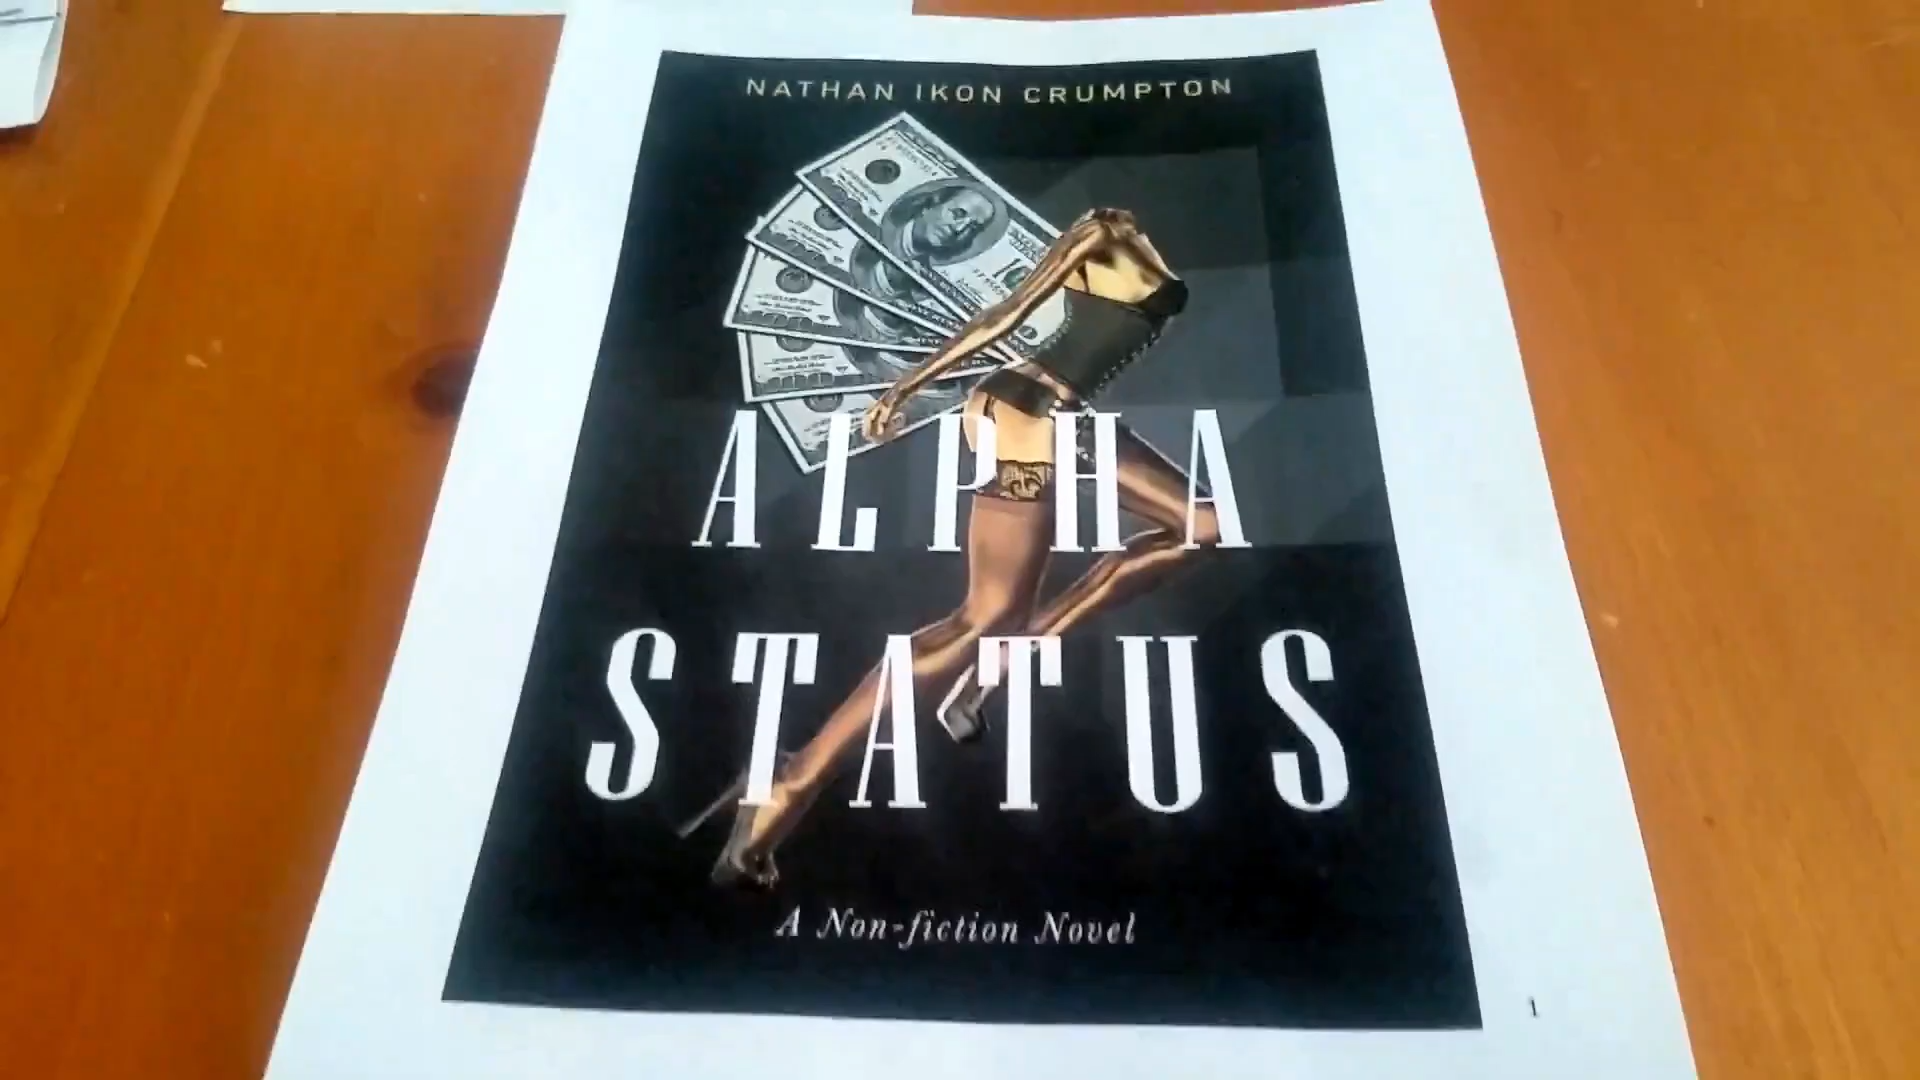 NATHAN IKON CRUMPTON
ALPHA
STATUS
A Non-fiction Novel
1